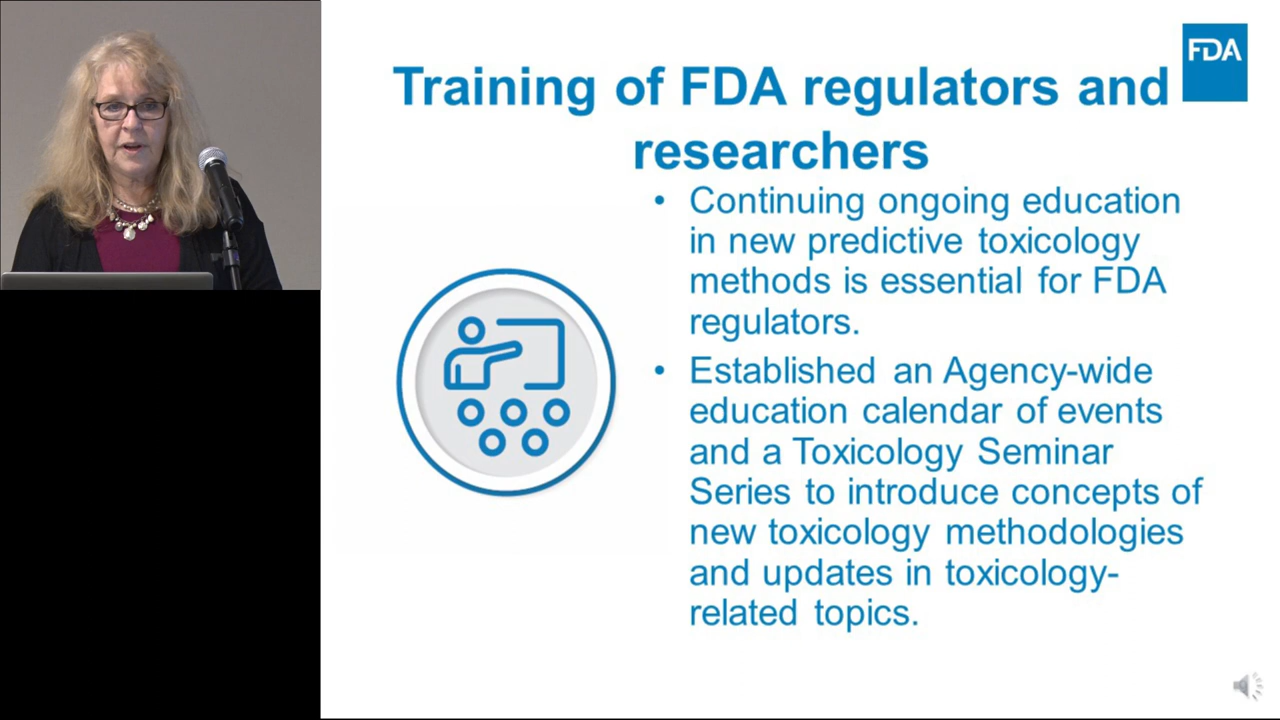 FDA
Training of FDA regulators and
researchers
• Continuing ongoing education
in new predictive toxicology
methods is essential for FDA
regulators.
• Established an Agency-wide
education calendar of events
and a Toxicology Seminar
Series to introduce concepts of
new toxicology methodologies
and updates in toxicology-
related topics.